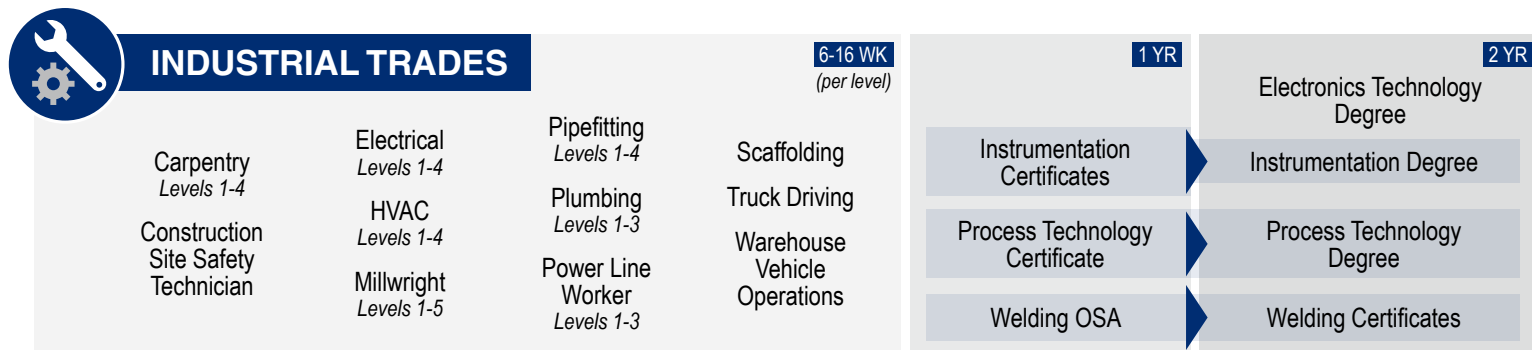 INDUSTRIAL TRADES
6-16 WK
(per level)
Carpentry
Levels 1-4
Construction
Site Safety
Technician
Electrical
Levels 1-4
HVAC
Levels 1-4
Millwright
Levels 1-5
Pipefitting
Levels 1-4
Plumbing
Levels 1-3
Power Line
Worker
Levels 1-3
Scaffolding
Truck Driving
Warehouse
Vehicle
Operations
1 YR
Instrumentation
Certificates
Process Technology
Certificate
Welding OSA
2 YR
Electronics Technology
Degree
Instrumentation Degree
Process Technology
Degree
Welding Certificates